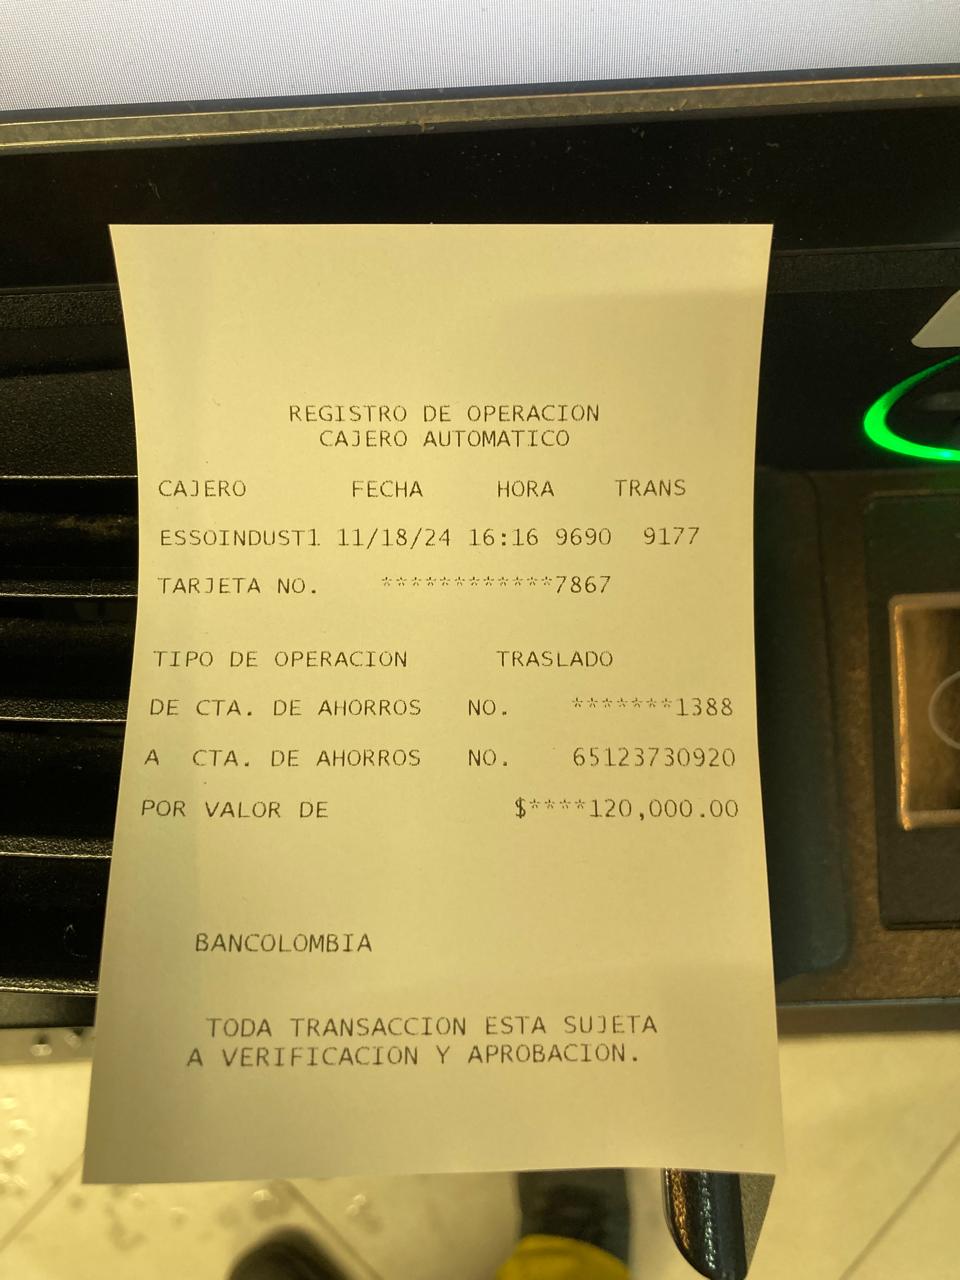 REGISTRO DE OPERACION
CAJERO AUTOMATICO
CAJERO FECHA HORA TRANS
ESSOINDUST1 11/18/24 16:16 9690 9177
TARJETA NO. ************7867
TIPO DE OPERACION TRASLADO
DE CTA. DE AHORROS NO. *******1388
A CTA. DE AHORROS NO. 65123730920
POR VALOR DE $****120,000.00
BANCOLOMBIA
TODA TRANSACCION ESTA SUJETA
A VERIFICACION Y APROBACION.